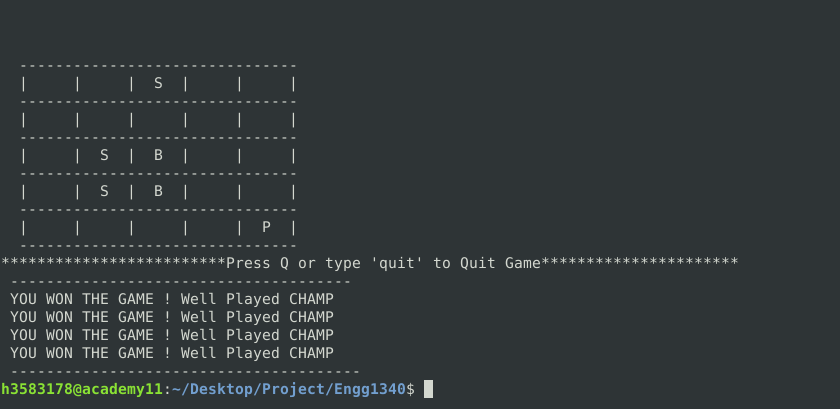 -------------------------------
|     |     |  S  |     |     |
-------------------------------
|     |     |     |     |     |
-------------------------------
|     |  S  |  B  |     |     |
-------------------------------
|     |  S  |  B  |     |     |
-------------------------------
|     |     |     |     |  P  |
-------------------------------
*************************Press Q or type 'quit' to Quit Game**********************
--------------------------------------
YOU WON THE GAME ! Well Played CHAMP
YOU WON THE GAME ! Well Played CHAMP
YOU WON THE GAME ! Well Played CHAMP
YOU WON THE GAME ! Well Played CHAMP
---------------------------------------
h3583178@academy11:~/Desktop/Project/Engg1340$